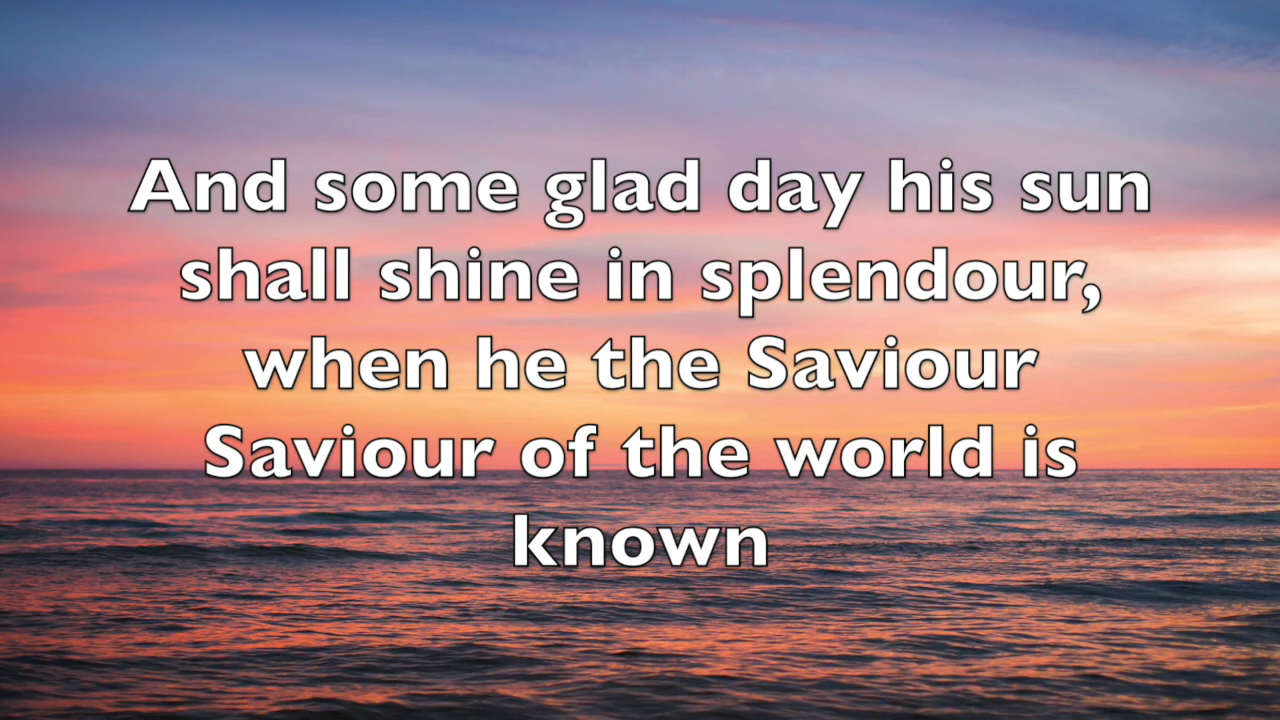 And some glad day his sun
shall shine in splendour,
when he the Saviour
Saviour of the world is
known